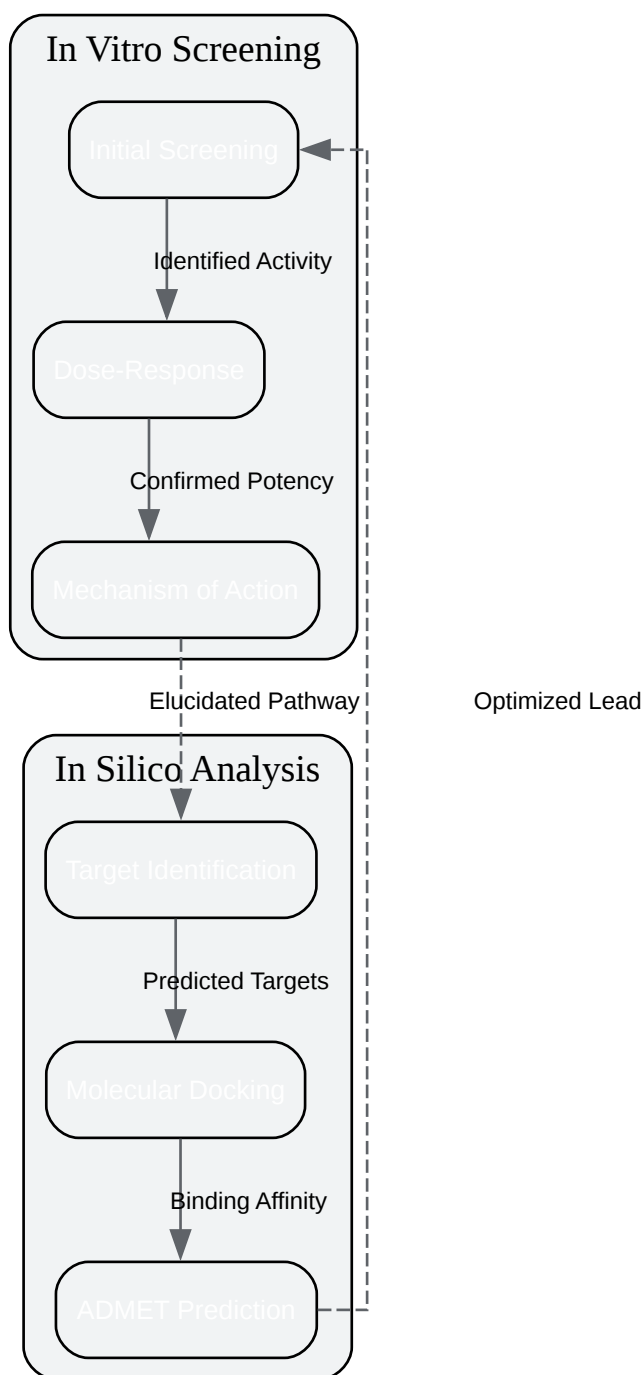 In Vitro Screening
Initial Screening
Identified Activity
Dose-Response
Confirmed Potency
Mechanism of Action
Elucidated Pathway
Optimized Lead
In Silico Analysis
Target Identification
Predicted Targets
Molecular Docking
Binding Affinity
ADMET Prediction